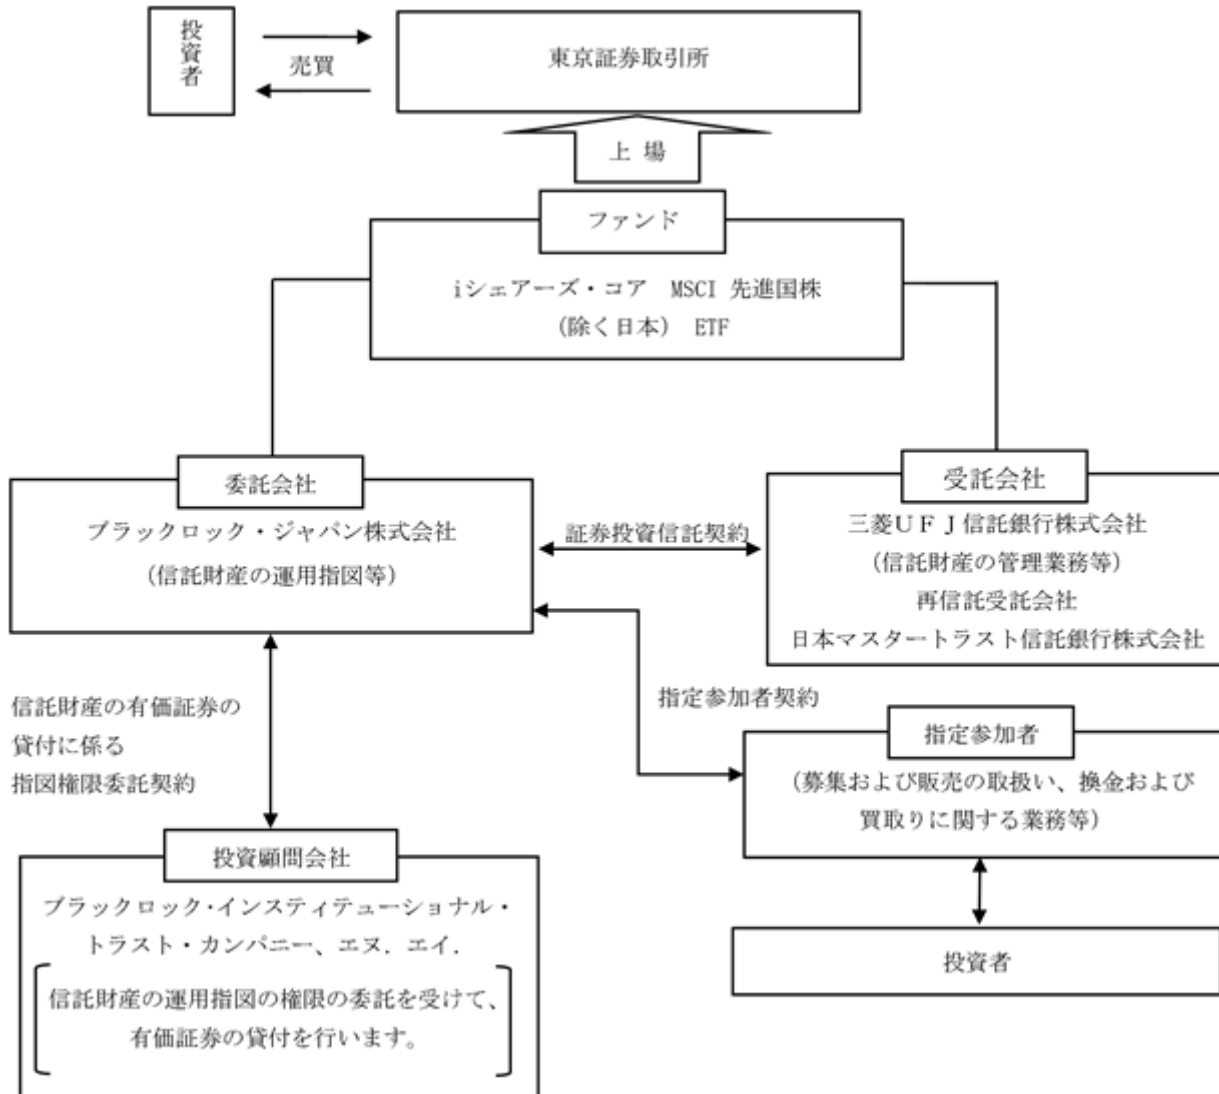 投資者
売買
東京証券取引所
上 場
ファンド
iシェアーズ・コア MSCI 先進国株
(除く日本) ETF
委託会社
ブラックロック・ジャパン株式会社
(信託財産の運用指図等)
証券投資信託契約
受託会社
三菱UFJ信託銀行株式会社
(信託財産の管理業務等)
再信託受託会社
日本マスタートラスト信託銀行株式会社
信託財産の有価証券の
貸付に係る
指図権限委託契約
指定参加者契約
指定参加者
(募集および販売の取扱い、換金および
買取りに関する業務等)
投資顧問会社
ブラックロック・インスティテューショナル・
トラスト・カンパニー、エヌ．エイ．
信託財産の運用指図の権限の委託を受けて、
有価証券の貸付を行います。
投資者